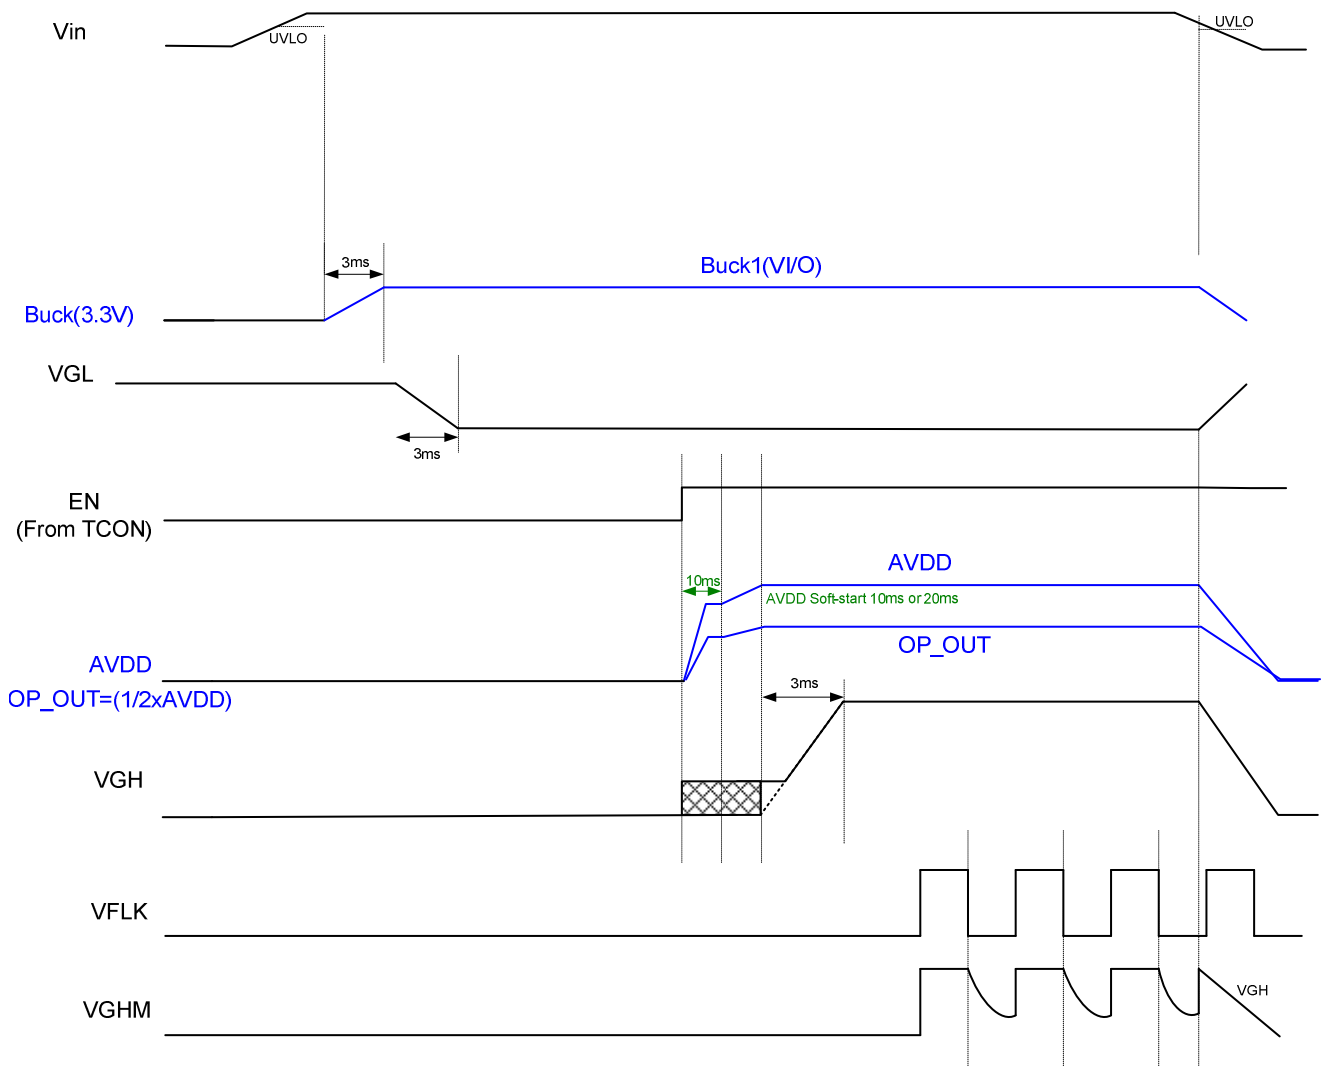 Vin
UVLO
UVLO
3ms
Buck1(VI/O)
Buck(3.3V)
VGL
3ms
EN
(From TCON)
AVDD
10ms
AVDD Soft-start 10ms or 20ms
OP_OUT
AVDD
OP_OUT=(1/2xAVDD)
3ms
VGH
VFLK
VGHM
VGH